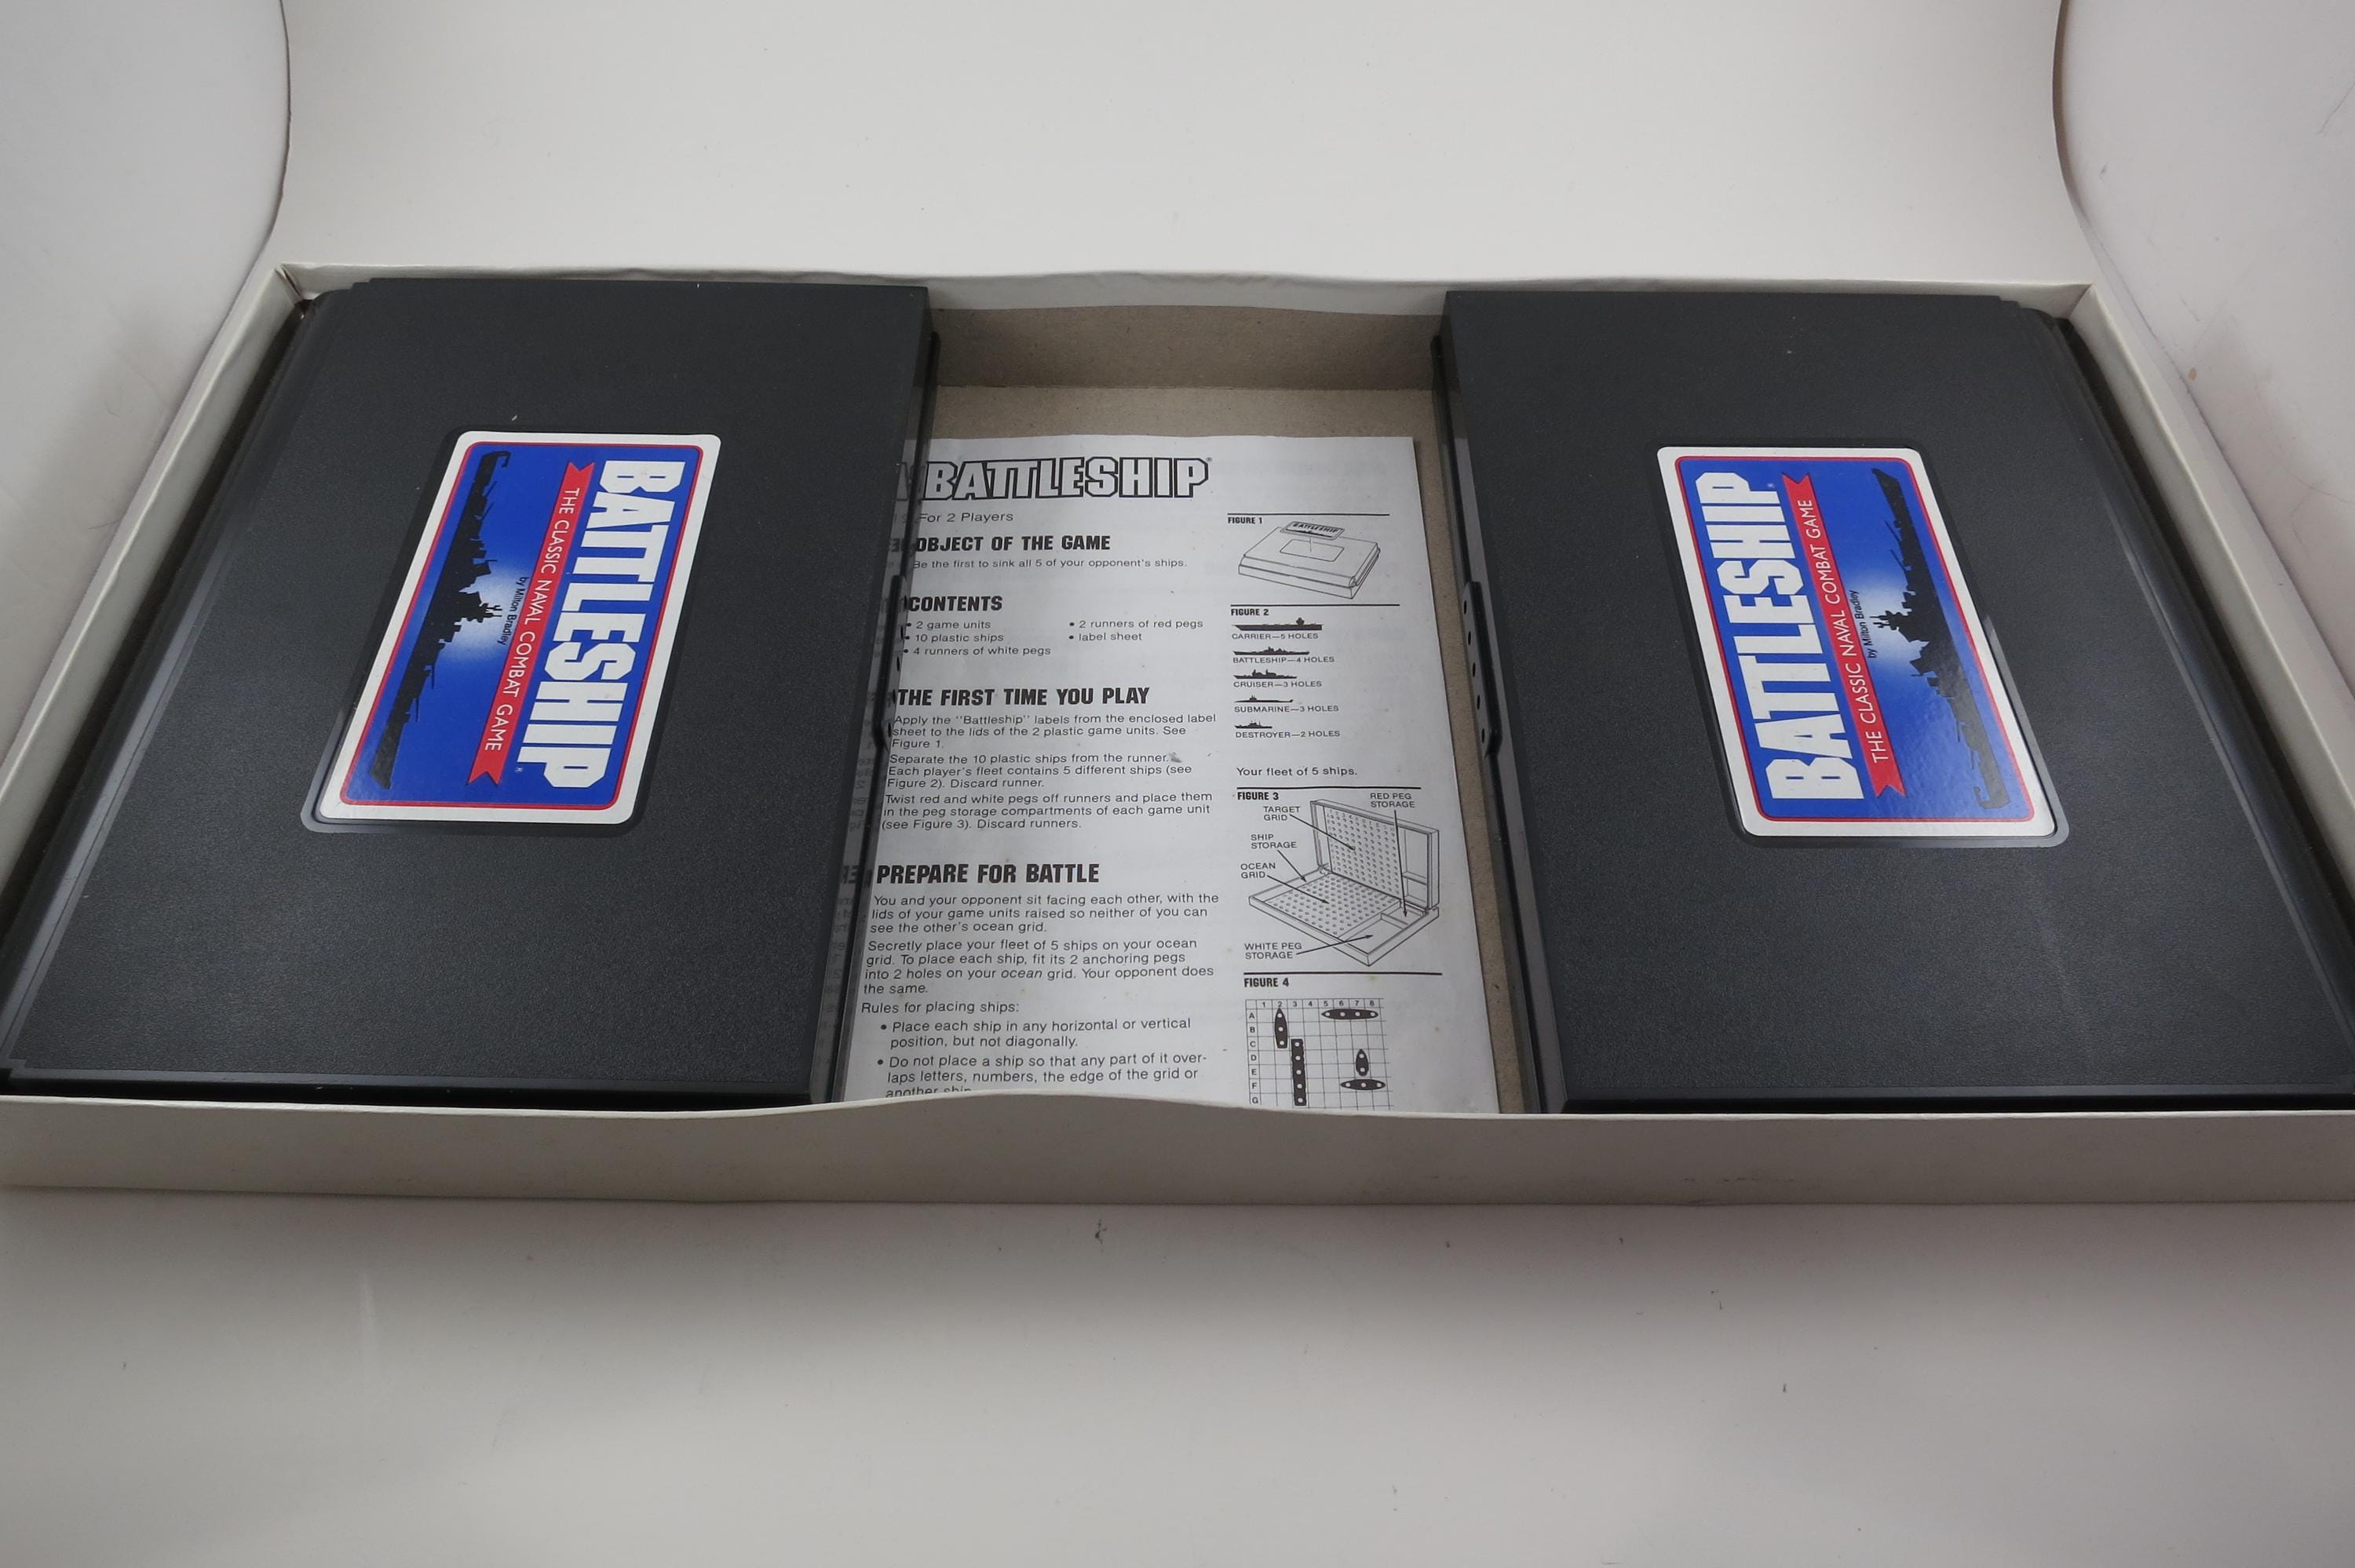 BATTLESHIP®
THE CLASSIC NAVAL COMBAT GAME
by Milton Bradley
BATTLESHIP®
For 2 Players
OBJECT OF THE GAME
Be the first to sink all 5 of your opponent's ships.
CONTENTS
• 2 game units
• 10 plastic ships
• 4 runners of white pegs
• 2 runners of red pegs
• label sheet
THE FIRST TIME YOU PLAY
Apply the "Battleship" labels from the enclosed label
sheet to the lids of the 2 plastic game units. See
Figure 1.
Separate the 10 plastic ships from the runner.
Each player's fleet contains 5 different ships (see
Figure 2). Discard runner.
Twist red and white pegs off runners and place them
in the peg storage compartments of each game unit
(see Figure 3). Discard runners.
PREPARE FOR BATTLE
You and your opponent sit facing each other, with the
lids of your game units raised so neither of you can
see the other's ocean grid.
Secretly place your fleet of 5 ships on your ocean
grid. To place each ship, fit its 2 anchoring pegs
into 2 holes on your ocean grid. Your opponent does
the same.
Rules for placing ships:
• Place each ship in any horizontal or vertical
position, but not diagonally.
• Do not place a ship so that any part of it over-
laps letters, numbers, the edge of the grid or
another ship
FIGURE 1
BATTLESHIP
FIGURE 2
CARRIER—5 HOLES
BATTLESHIP—4 HOLES
CRUISER—3 HOLES
SUBMARINE—3 HOLES
DESTROYER—2 HOLES
Your fleet of 5 ships.
FIGURE 3
RED PEG
STORAGE
TARGET
GRID
SHIP
STORAGE
OCEAN
GRID
WHITE PEG
STORAGE
FIGURE 4
1 2 3 4 5 6 7 8
A
B
C
D
E
F
G
BATTLESHIP®
THE CLASSIC NAVAL COMBAT GAME
by Milton Bradley